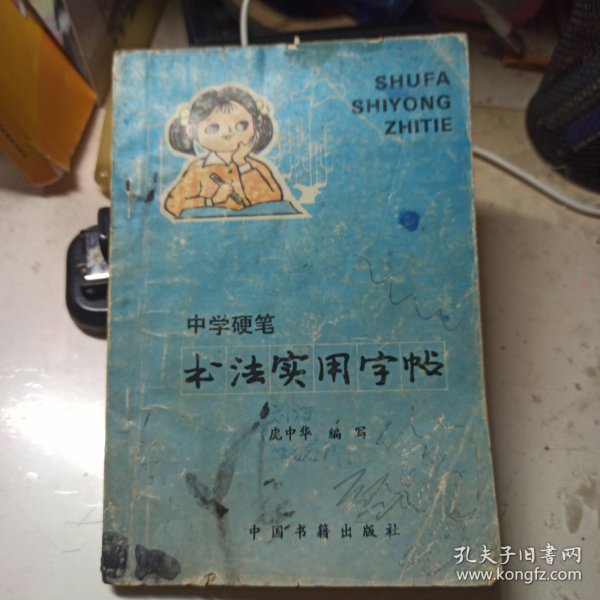 SHUFA
SHIYONG
ZHITIE
中学硬笔
书法实用字帖
庞中华 编写
中国书籍出版社
孔夫子旧书网
www.kongfz.com